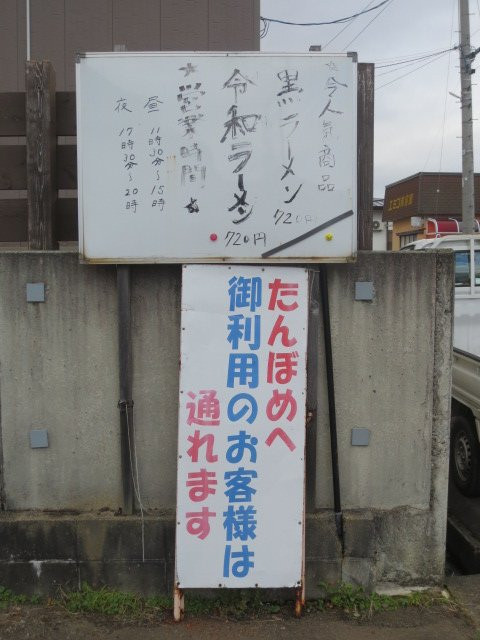 ★今人気商品
黒ラーメン
720円
令和ラーメン
720円
★営業時間★
昼 11時30分～15時
夜 17時30分～20時
たんぼめへ
御利用のお客様は
通れます